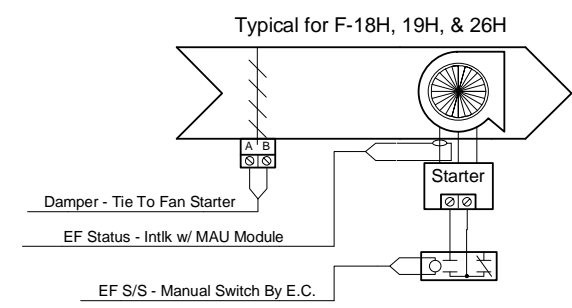 Typical for F-18H, 19H, & 26H
A B
Starter
Damper - Tie To Fan Starter
EF Status - Intlk w/ MAU Module
EF S/S - Manual Switch By E.C.